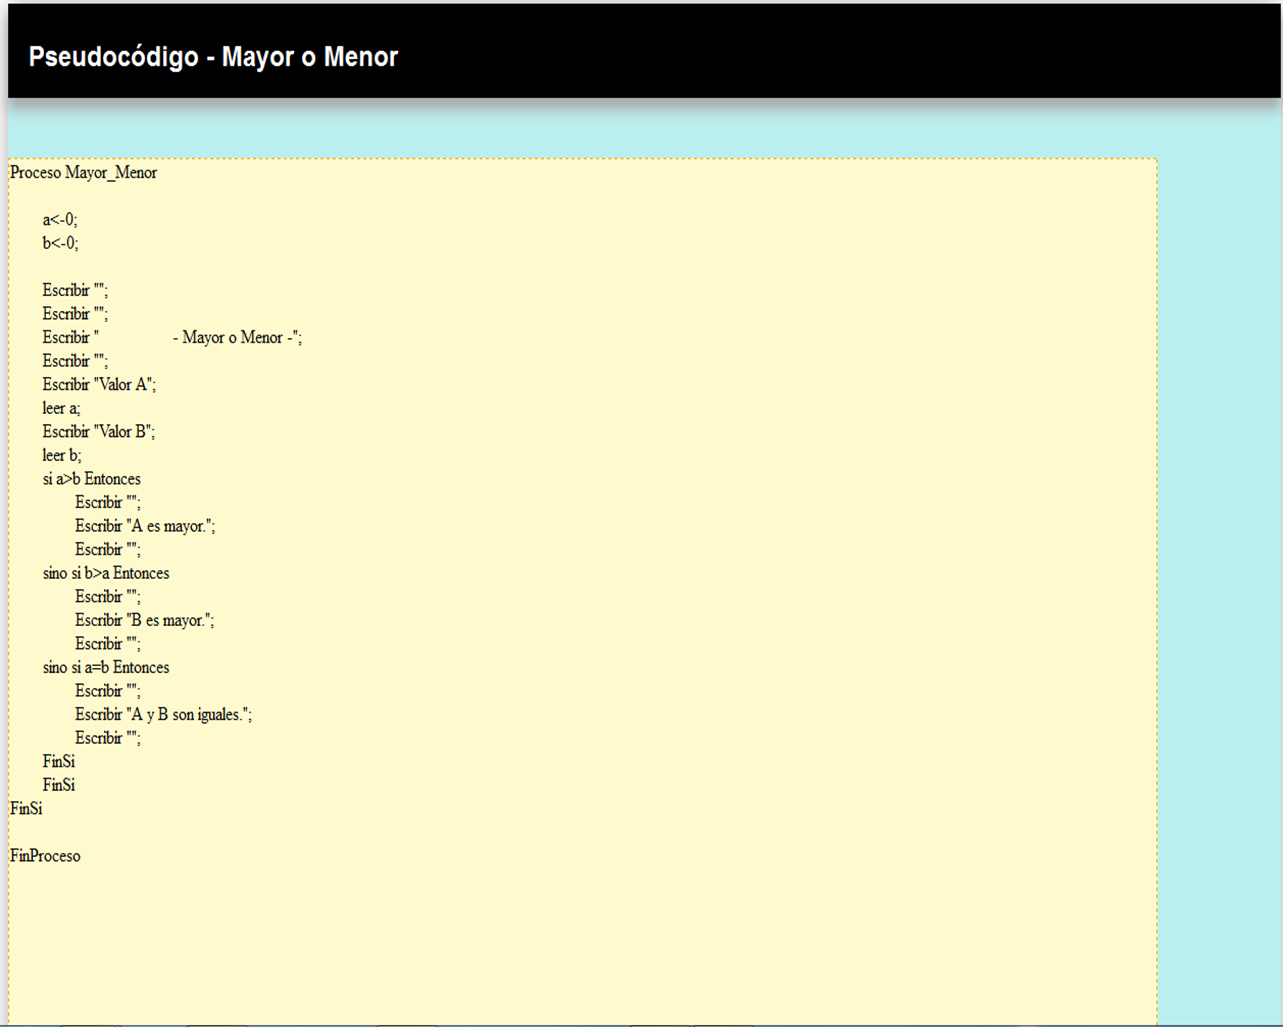 Pseudocódigo - Mayor o Menor
Proceso Mayor_Menor
a<-0;
b<-0;
Escribir "";
Escribir "";
Escribir "                - Mayor o Menor -";
Escribir "";
Escribir "Valor A";
leer a;
Escribir "Valor B";
leer b;
si a>b Entonces
Escribir "";
Escribir "A es mayor.";
Escribir "";
sino si b>a Entonces
Escribir "";
Escribir "B es mayor.";
Escribir "";
sino si a=b Entonces
Escribir "";
Escribir "A y B son iguales.";
Escribir "";
FinSi
FinSi
FinSi
FinProceso